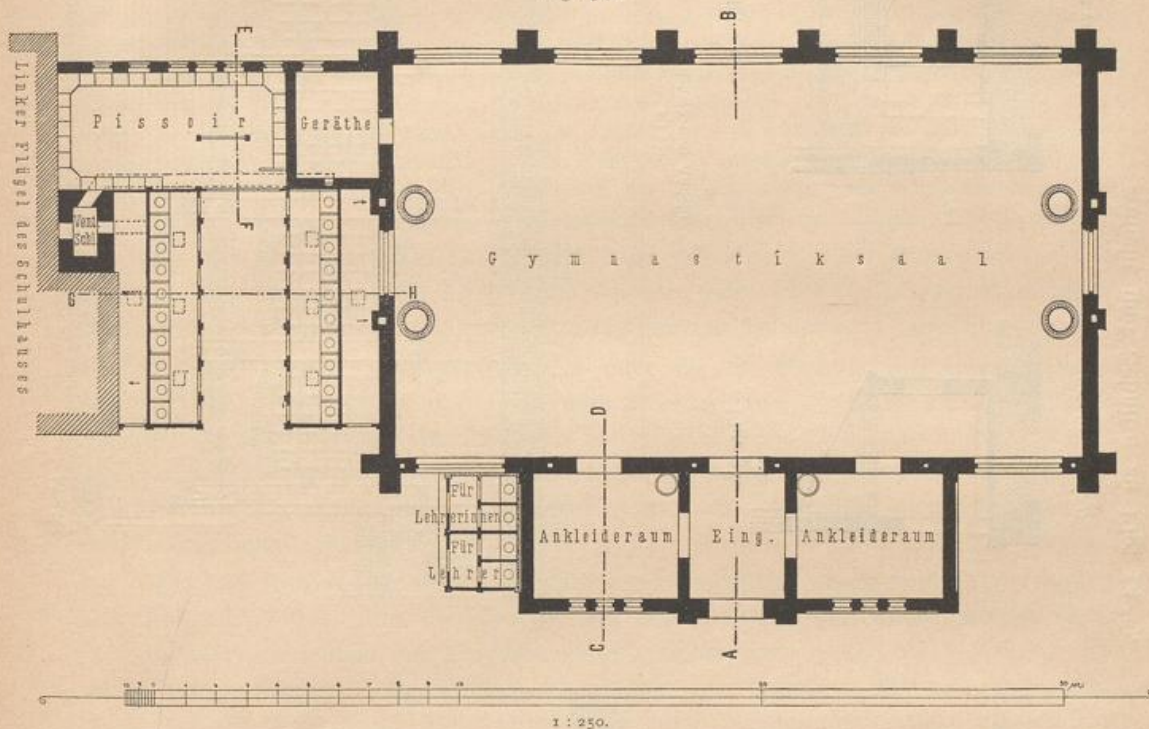 B
E
Linker Flügel des Schulhauses
Pissoir
Geräthe
F
Vent.
Schl.
Gymnastiksaal
G
H
D
Für
Lehrerinnen
Für
Lehrer
Ankleideraum
Eing.
Ankleideraum
C
A
1 : 250.